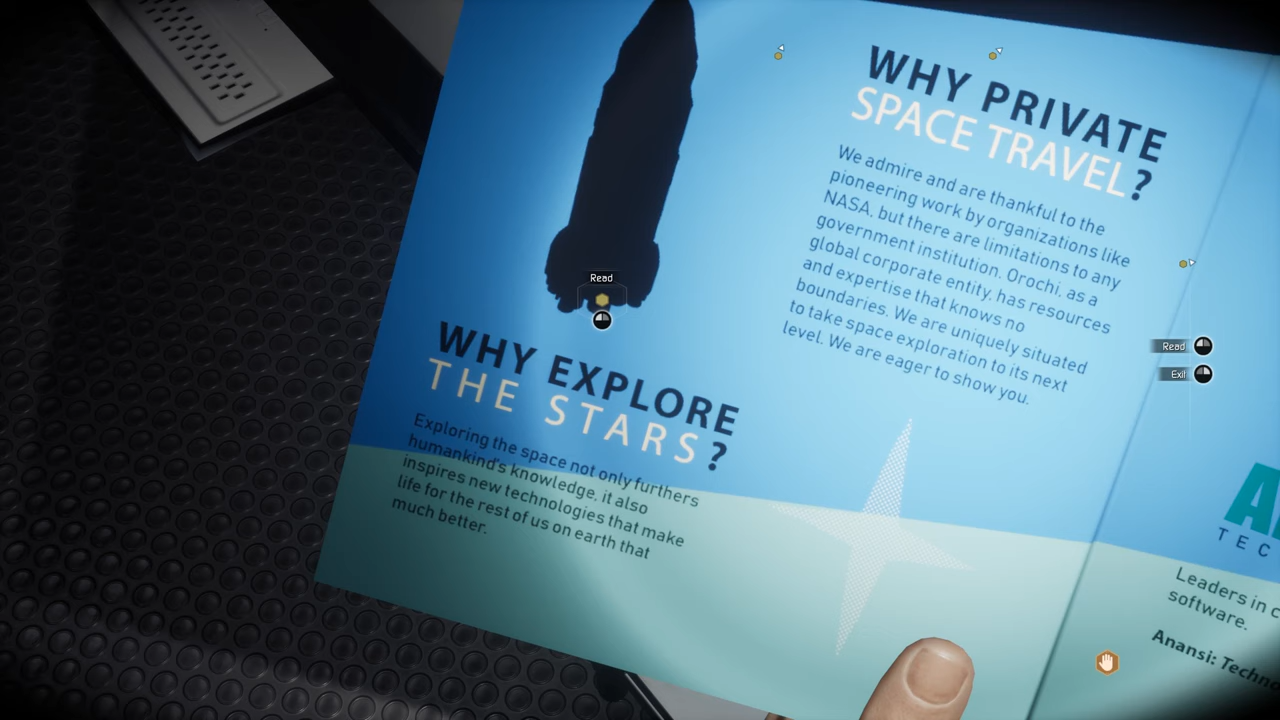 WHY PRIVATE
SPACE TRAVEL?
We admire and are thankful to the
pioneering work by organizations like
NASA, but there are limitations to any
government institution. Orochi, as a
global corporate entity, has resources
and expertise that knows no
boundaries. We are uniquely situated
to take space exploration to its next
level. We are eager to show you.
Read
WHY EXPLORE
THE STARS?
Exploring the space not only furthers
humankind's knowledge, it also
inspires new technologies that make
life for the rest of us on earth that
much better.
Read
Exit
TEC
Leaders in
software.
Anansi: